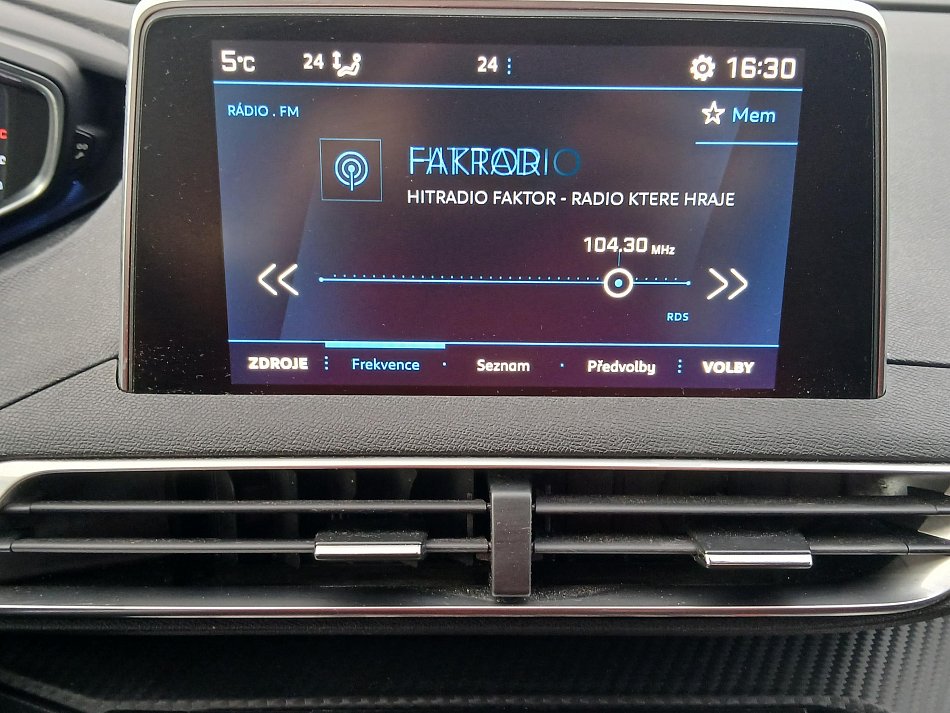 5°C 24 24 16:30
RÁDIO . FM
Mem
FAKTOR
HITRADIO FAKTOR - RADIO KTERE HRAJE
104.30 MHz
RDS
ZDROJE Frekvence Seznam Předvolby VOLBY